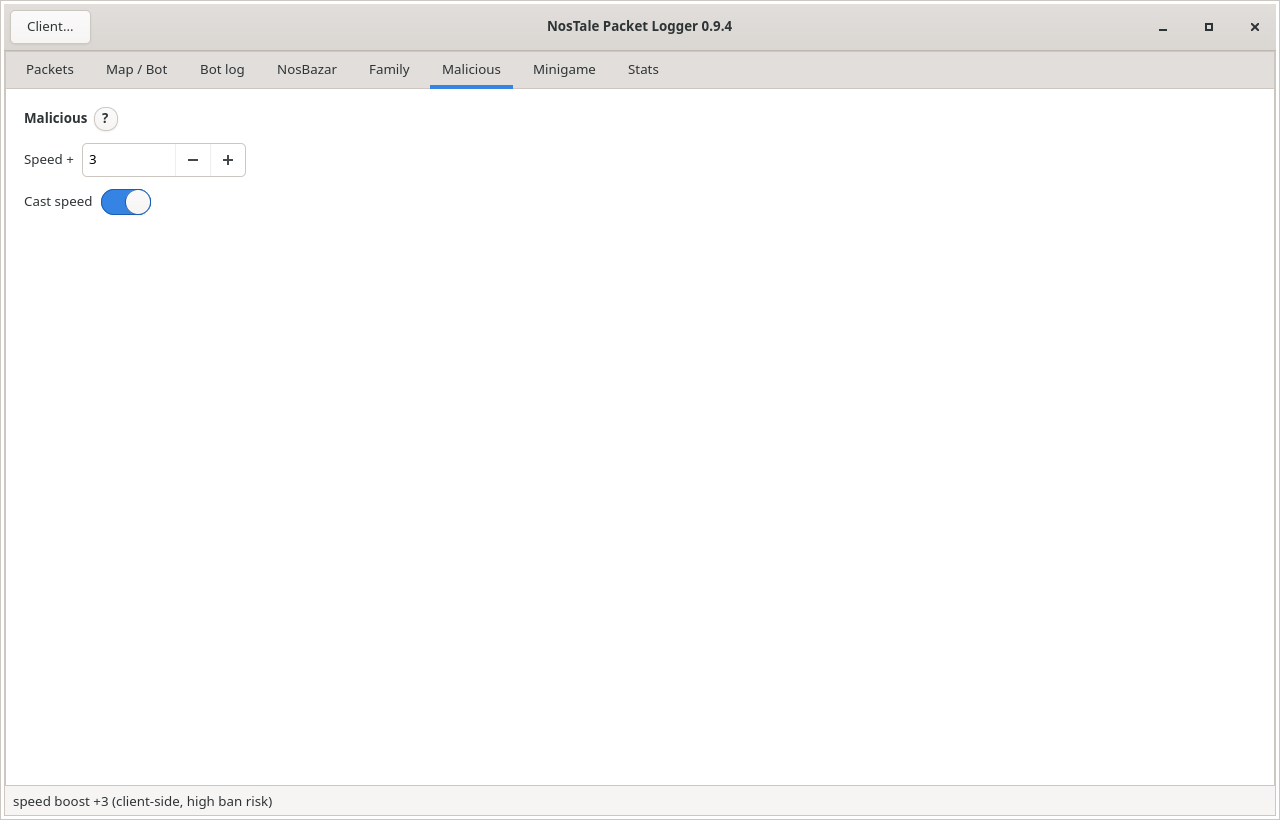 Client...
NosTale Packet Logger 0.9.4
Packets Map / Bot Bot log NosBazar Family Malicious Minigame Stats
Malicious ?
Speed + 3
Cast speed
speed boost +3 (client-side, high ban risk)